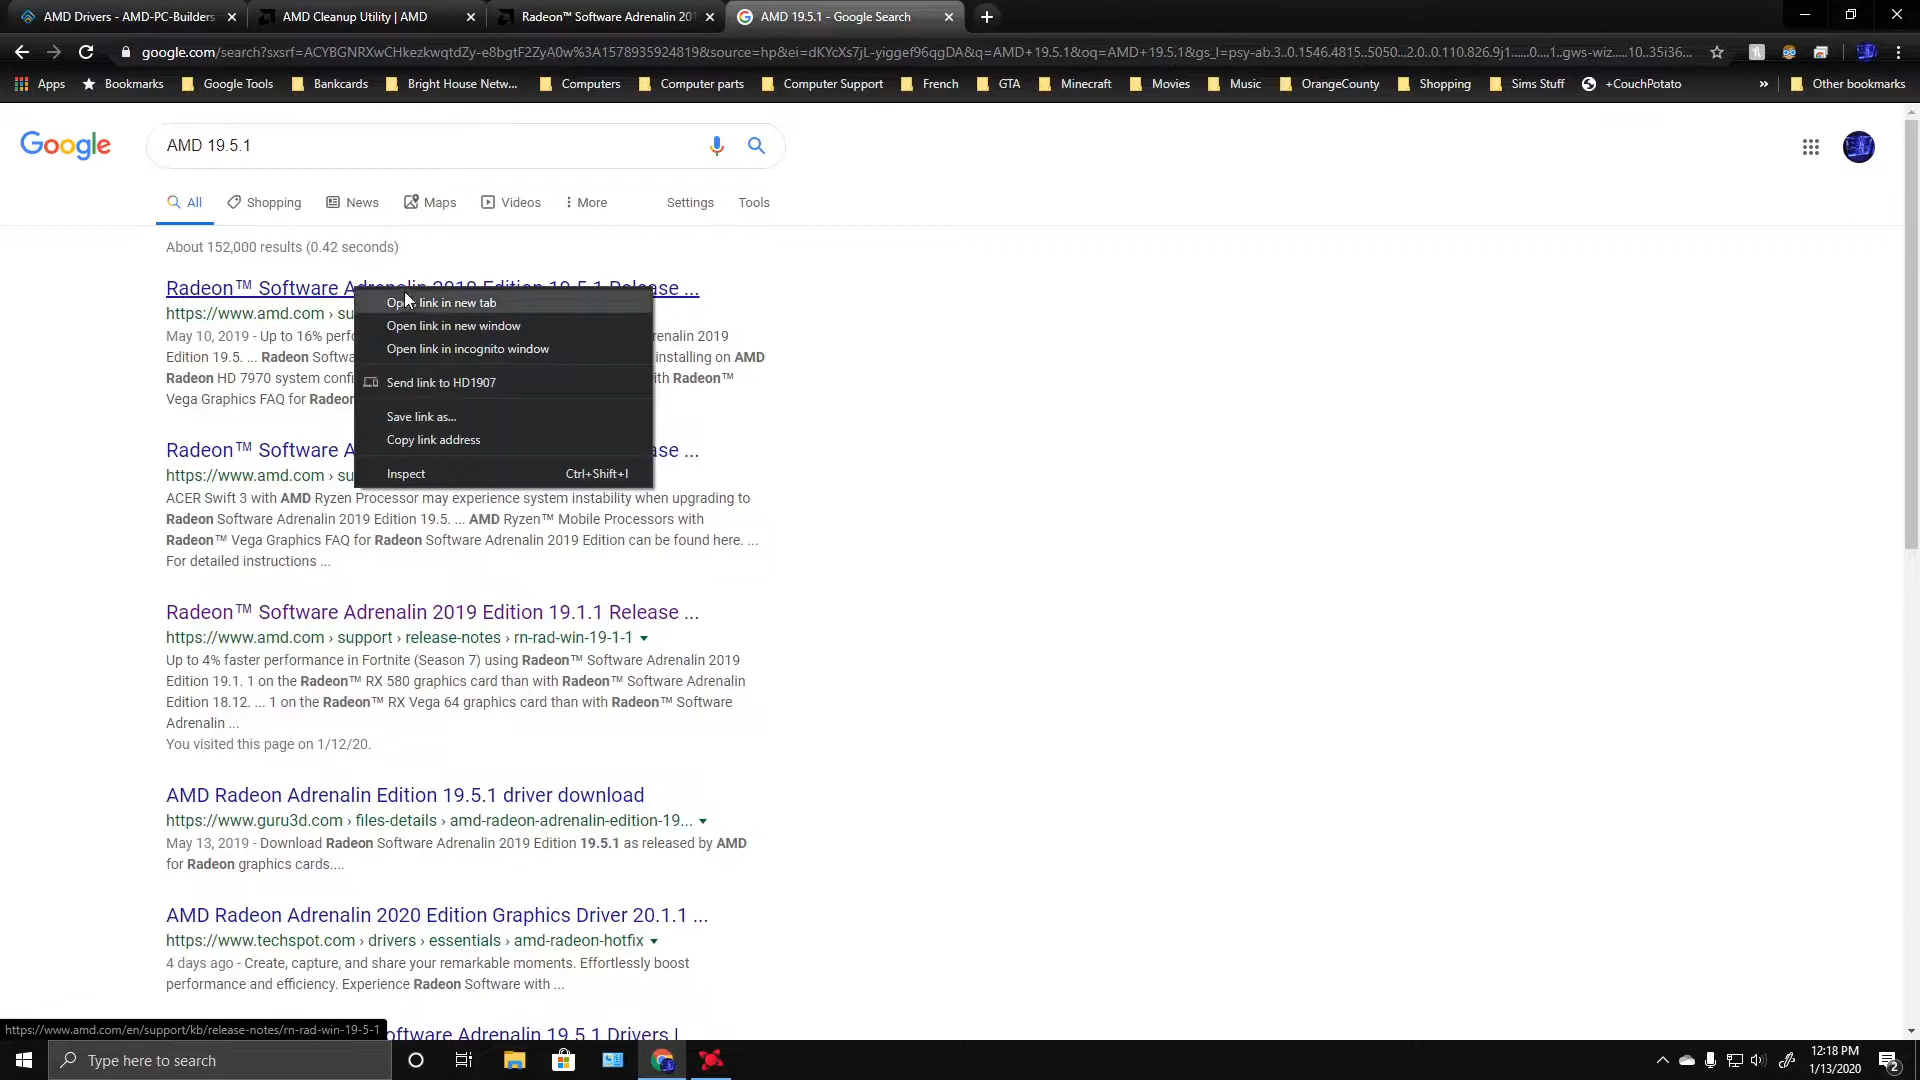 AMD Drivers - AMD-PC-Builders
AMD Cleanup Utility | AMD
Radeon™ Software Adrenalin 201
AMD 19.5.1 - Google Search
google.com/search?sxsrf=ACYBGNRXwCHkezkwqtdZy-e8bgtF2ZyA0w%3A1578935924819&source=hp&ei=dKYcXs7jL-yiggef96qgDA&q=AMD+19.5.1&oq=AMD+19.5.1&gs_l=psy-ab.3..0.1546.4815..5050...2.0..0.110.826.9j1......0....1..gws-wiz.....10..35i36...
Apps
Bookmarks
Google Tools
Bankcards
Bright House Netw...
Computers
Computer parts
Computer Support
French
GTA
Minecraft
Movies
Music
OrangeCounty
Shopping
Sims Stuff
+CouchPotato
»
Other bookmarks
Google
AMD 19.5.1
All
Shopping
News
Maps
Videos
More
Settings
Tools
About 152,000 results (0.42 seconds)
Radeon™ Software Adrenalin 2019 Edition 19.5.1 Release ...
https://www.amd.com › su
May 10, 2019 - Up to 16% perfo
renalin 2019
Edition 19.5. ... Radeon Softwa
installing on AMD
Radeon HD 7970 system confi
ith Radeon™
Vega Graphics FAQ for Radeon
Open link in new tab
Open link in new window
Open link in incognito window
Send link to HD1907
Save link as...
Copy link address
Inspect Ctrl+Shift+I
Radeon™ Software A
ase ...
https://www.amd.com › su
ACER Swift 3 with AMD Ryzen Processor may experience system instability when upgrading to
Radeon Software Adrenalin 2019 Edition 19.5. ... AMD Ryzen™ Mobile Processors with
Radeon™ Vega Graphics FAQ for Radeon Software Adrenalin 2019 Edition can be found here. ...
For detailed instructions ...
Radeon™ Software Adrenalin 2019 Edition 19.1.1 Release ...
https://www.amd.com › support › release-notes › rn-rad-win-19-1-1
Up to 4% faster performance in Fortnite (Season 7) using Radeon™ Software Adrenalin 2019
Edition 19.1. 1 on the Radeon™ RX 580 graphics card than with Radeon™ Software Adrenalin
Edition 18.12. ... 1 on the Radeon™ RX Vega 64 graphics card than with Radeon™ Software
Adrenalin ...
You visited this page on 1/12/20.
AMD Radeon Adrenalin Edition 19.5.1 driver download
https://www.guru3d.com › files-details › amd-radeon-adrenalin-edition-19...
May 13, 2019 - Download Radeon Software Adrenalin 2019 Edition 19.5.1 as released by AMD
for Radeon graphics cards....
AMD Radeon Adrenalin 2020 Edition Graphics Driver 20.1.1 ...
https://www.techspot.com › drivers › essentials › amd-radeon-hotfix
4 days ago - Create, capture, and share your remarkable moments. Effortlessly boost
performance and efficiency. Experience Radeon Software with ...
https://www.amd.com/en/support/kb/release-notes/rn-rad-win-19-5-1
oftware Adrenalin 19.5.1 Drivers |
Type here to search
12:18 PM
1/13/2020
2